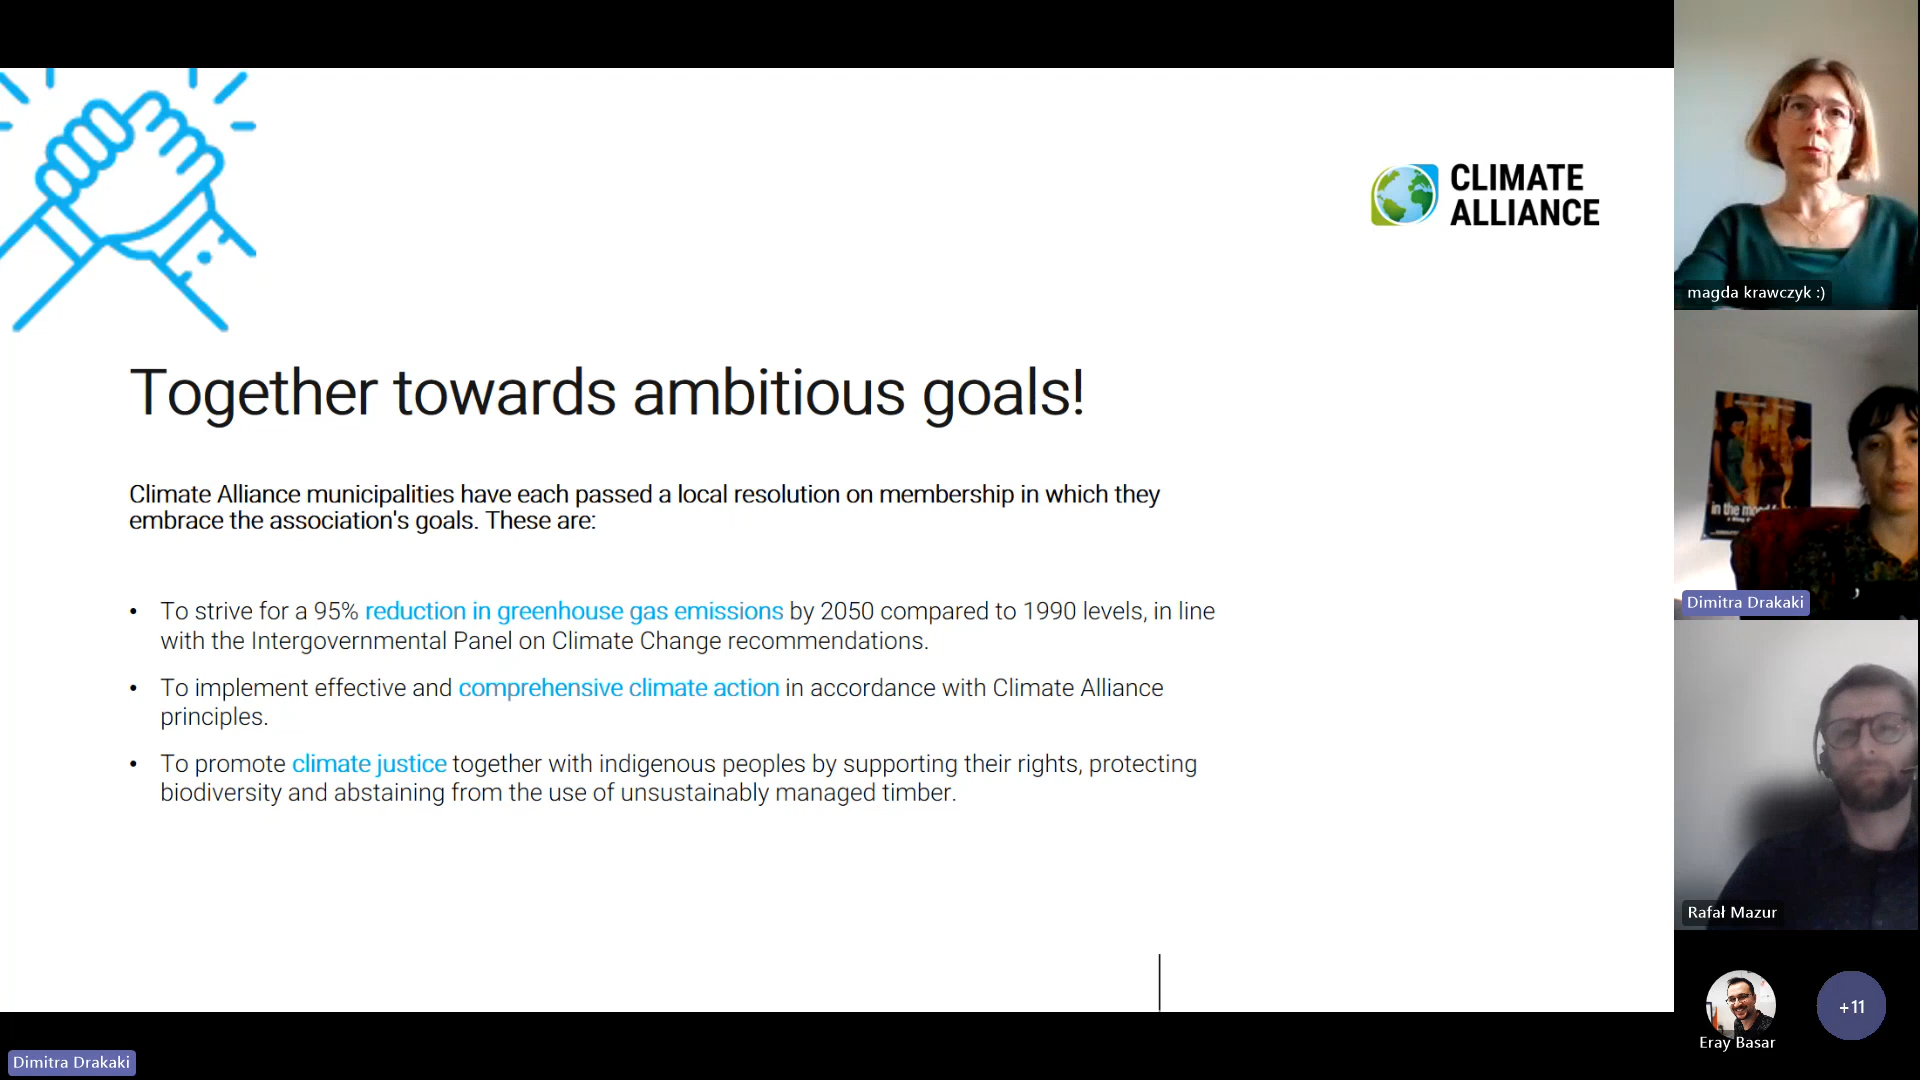 CLIMATE
ALLIANCE
Together towards ambitious goals!
Climate Alliance municipalities have each passed a local resolution on membership in which they
embrace the association's goals. These are:
• To strive for a 95% reduction in greenhouse gas emissions by 2050 compared to 1990 levels, in line
with the Intergovernmental Panel on Climate Change recommendations.
• To implement effective and comprehensive climate action in accordance with Climate Alliance
principles.
• To promote climate justice together with indigenous peoples by supporting their rights, protecting
biodiversity and abstaining from the use of unsustainably managed timber.
Dimitra Drakaki
magda krawczyk :)
in the mood
Dimitra Drakaki
Rafał Mazur
Eray Basar
+11